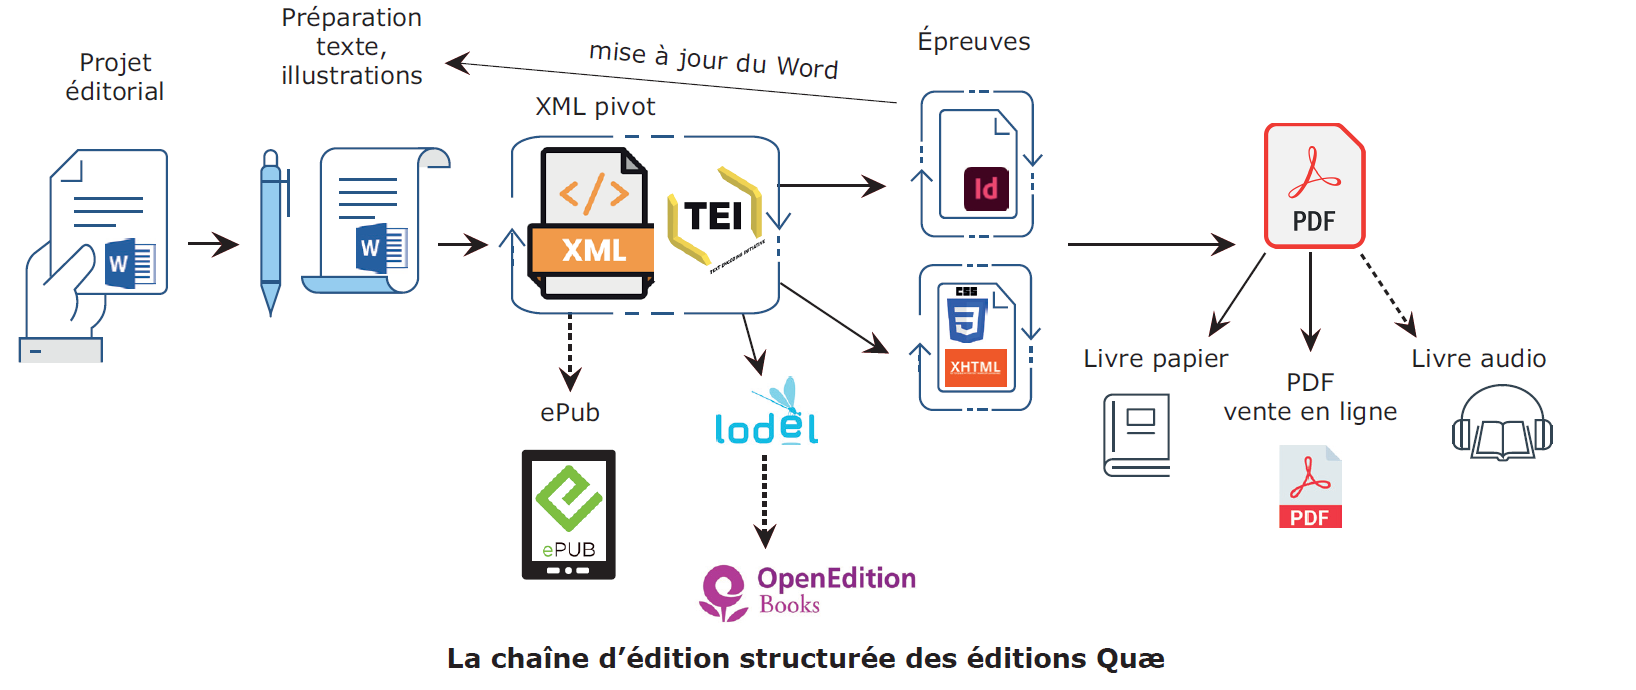 Projet
éditorial
W
Préparation
texte,
illustrations
W
mise à jour du Word
XML pivot
</>
XML
TEI
TEXT ENCODING INITIATIVE
Épreuves
Id
CSS
3
XHTML
ePub
ePUB
lodel
OpenEdition
Books
PDF
Livre papier
PDF
vente en ligne
PDF
Livre audio
La chaîne d’édition structurée des éditions Quæ